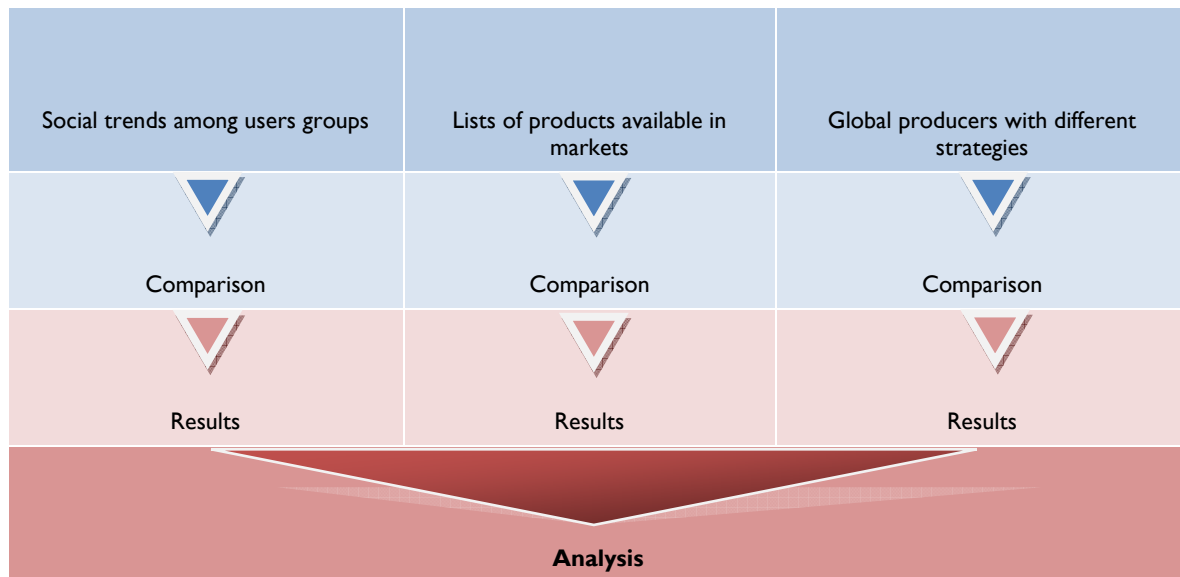 Social trends among users groups
Lists of products available in
markets
Global producers with different
strategies
Comparison
Comparison
Comparison
Results
Results
Results
Analysis